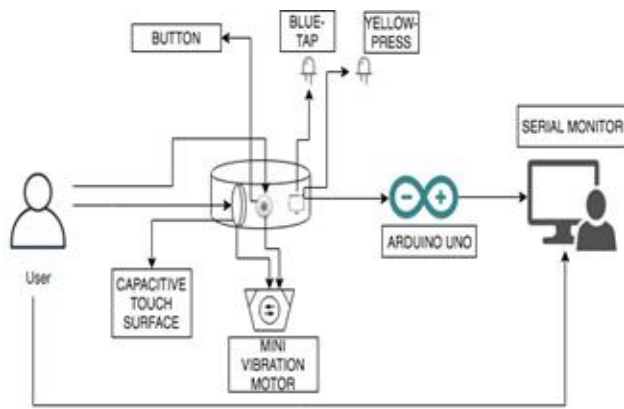 BLUE-
TAP
YELLOW-
PRESS
BUTTON
SERIAL MONITOR
ARDUINO UNO
User
CAPACITIVE
TOUCH
SURFACE
MINI
VIBRATION
MOTOR